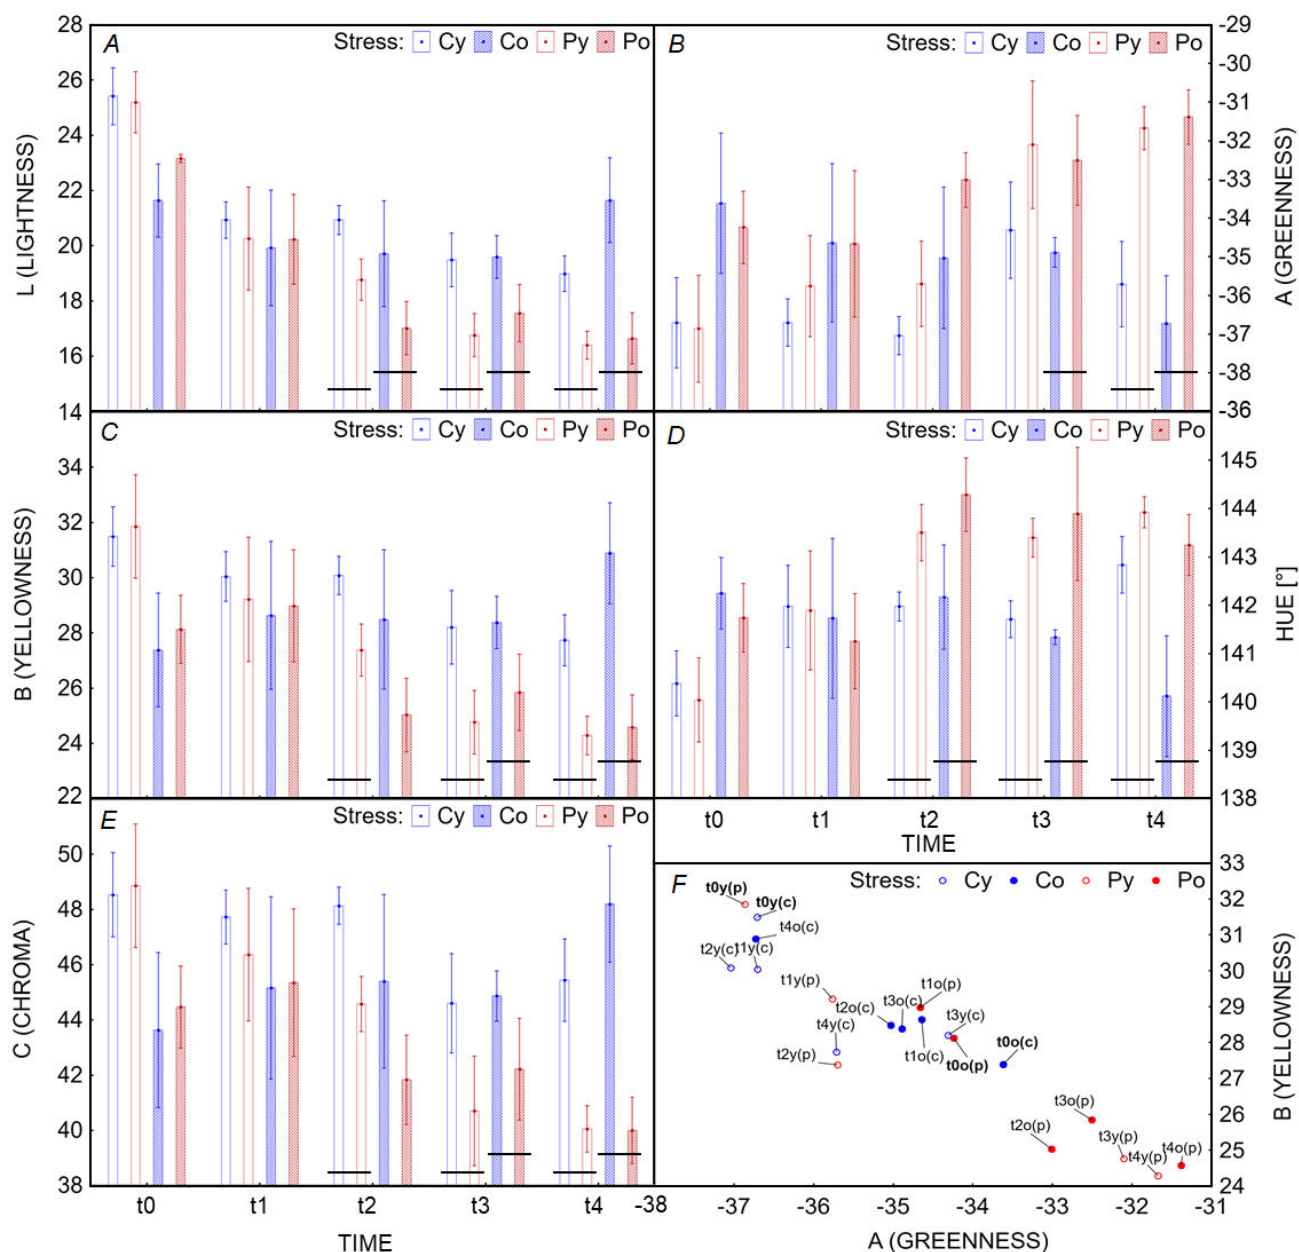 A
Stress: Cy Co Py Po
28
26
24
22
20
18
16
14
L (LIGHTNESS)
B
Stress: Cy Co Py Po
-29
-30
-31
-32
-33
-34
-35
-36
-37
-38
-36
A (GREENNESS)
C
Stress: Cy Co Py Po
34
32
30
28
26
24
22
B (YELLOWNESS)
D
Stress: Cy Co Py Po
145
144
143
142
141
140
139
138
HUE [°]
t0 t1 t2 t3 t4
TIME
E
Stress: Cy Co Py Po
50
48
46
44
42
40
38
C (CHROMA)
t0 t1 t2 t3 t4
TIME
F
Stress: Cy Co Py Po
33
32
31
30
29
28
27
26
25
24
B (YELLOWNESS)
t0y(p)
t0y(c)
t4o(c)
t2y(c)
t1y(c)
t1y(p)
t1o(p)
t3o(c)
t2o(c)
t3y(c)
t4y(c)
t1o(c)
t0o(c)
t2y(p)
t0o(p)
t3o(p)
t2o(p)
t3y(p)
t4o(p)
t4y(p)
-38 -37 -36 -35 -34 -33 -32 -31
A (GREENNESS)